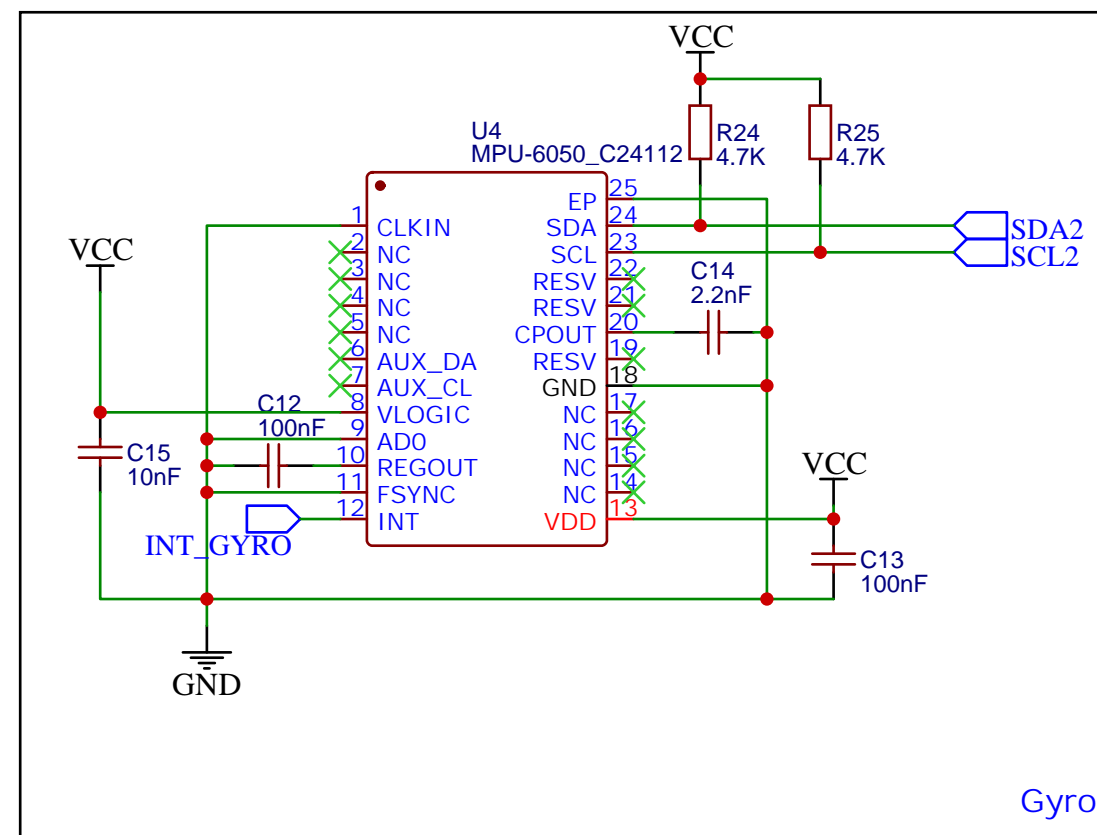 VCC
U4
MPU-6050_C24112
R24
4.7K
R25
4.7K
VCC
1
CLKIN
2
NC
3
NC
4
NC
5
NC
6
AUX_DA
7
AUX_CL
8
VLOGIC
9
AD0
10
REGOUT
11
FSYNC
12
INT
EP
25
SDA
24
SCL
23
RESV
22
RESV
21
CPOUT
20
RESV
19
GND
18
NC
17
NC
16
NC
15
NC
14
VDD
13
SDA2
SCL2
C14
2.2nF
C12
100nF
C15
10nF
INT_GYRO
VCC
C13
100nF
GND
Gyro